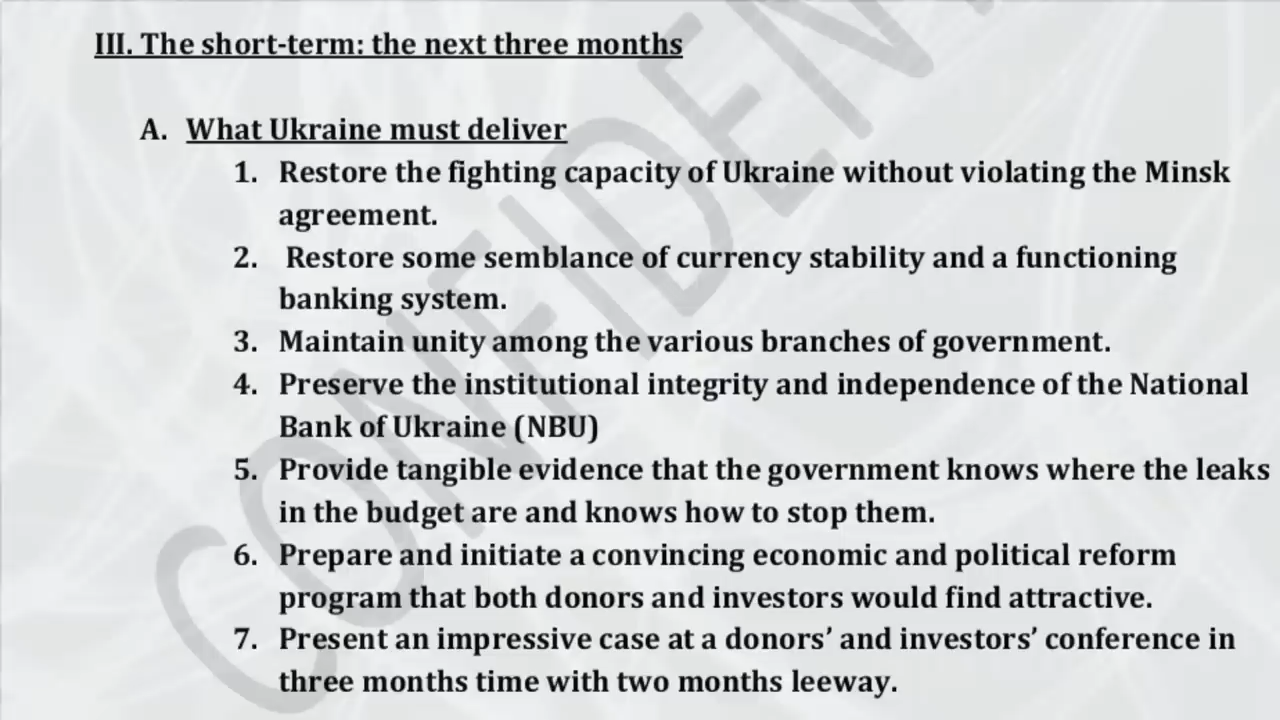 III. The short-term: the next three months
A. What Ukraine must deliver
1. Restore the fighting capacity of Ukraine without violating the Minsk
agreement.
2. Restore some semblance of currency stability and a functioning
banking system.
3. Maintain unity among the various branches of government.
4. Preserve the institutional integrity and independence of the National
Bank of Ukraine (NBU)
5. Provide tangible evidence that the government knows where the leaks
in the budget are and knows how to stop them.
6. Prepare and initiate a convincing economic and political reform
program that both donors and investors would find attractive.
7. Present an impressive case at a donors’ and investors’ conference in
three months time with two months leeway.
CONFIDEN